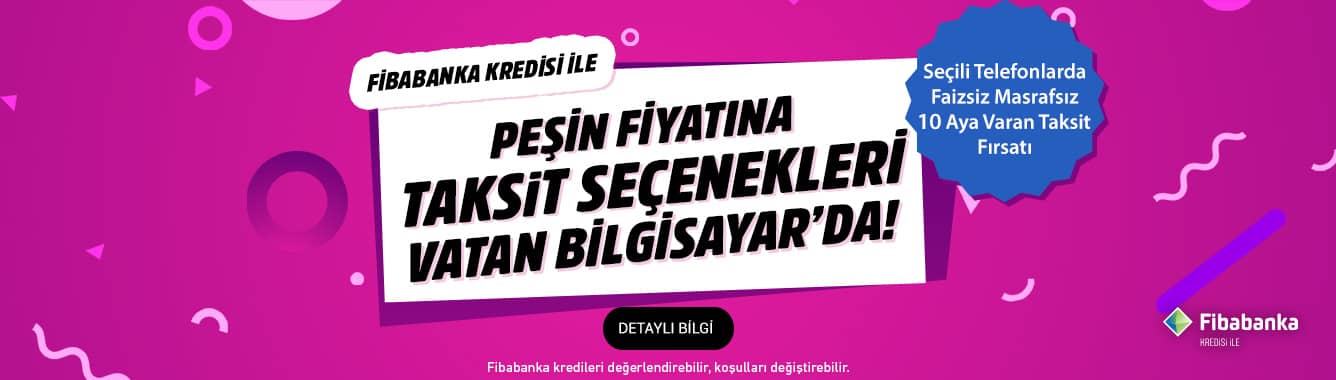 FİBABANKA KREDİSİ İLE
PEŞİN FİYATINA
TAKSİT SEÇENEKLERİ
VATAN BİLGİSAYAR'DA!
Seçili Telefonlarda
Faizsiz Masrafsız
10 Aya Varan Taksit
Fırsatı
DETAYLI BİLGİ
Fibabanka kredileri değerlendirebilir, koşulları değiştirebilir.
Fibabanka
KREDİSİ İLE